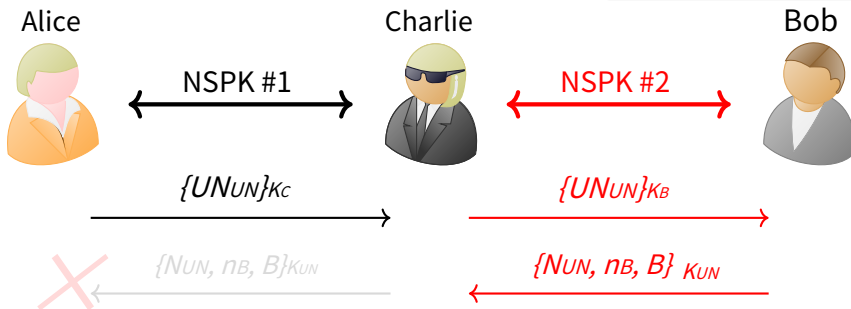 Alice Charlie Bob
NSPK #1 NSPK #2
{UNUN}KC {UNUN}KB
{NUN, nB, B}KUN {NUN, nB, B} KUN